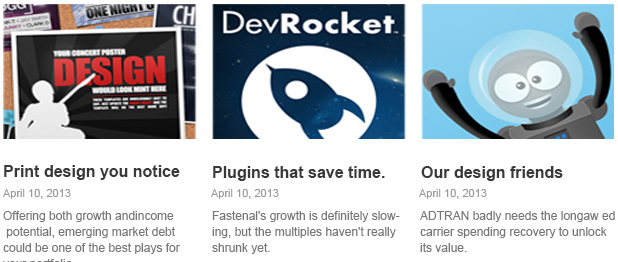 ONE NIGHT O
CH
YOUR CONCERT POSTER
DESIGN
WOULD LOOK MINT HERE
DevRocket
Print design you notice
Plugins that save time.
Our design friends
April 10, 2013
April 10, 2013
April 10, 2013
Offering both growth andincome
potential, emerging market debt
could be one of the best plays for
Fastenal's growth is definitely slow-
ing, but the multiples haven't really
shrunk yet.
ADTRAN badly needs the longaw ed
carrier spending recovery to unlock
its value.